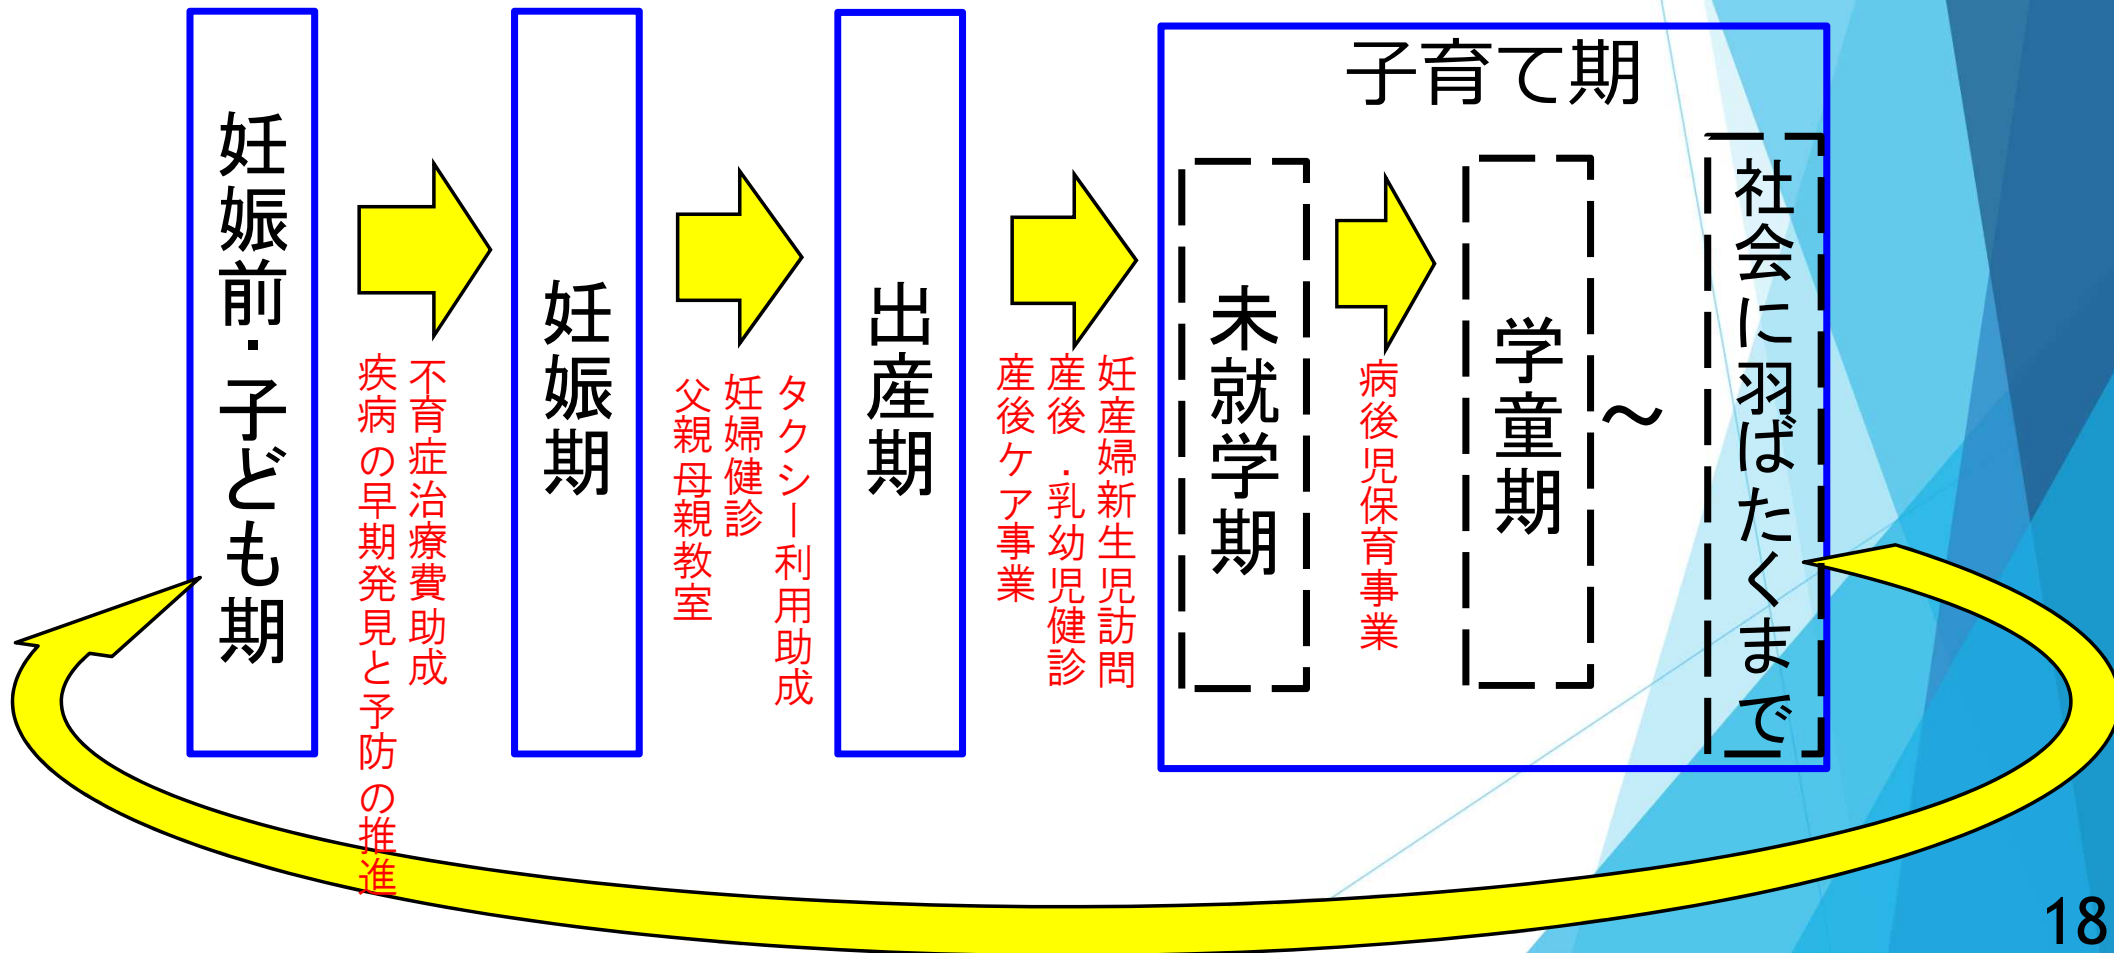 妊娠前・子ども期
不育症治療費助成
疾病の早期発見と予防の推進
妊娠期
タクシー利用助成
妊婦健診
父親母親教室
出産期
妊産婦新生児訪問
産後・乳幼児健診
産後ケア事業
子育て期
未就学期
病後児保育事業
学童期
～
社会に羽ばたくまで
18